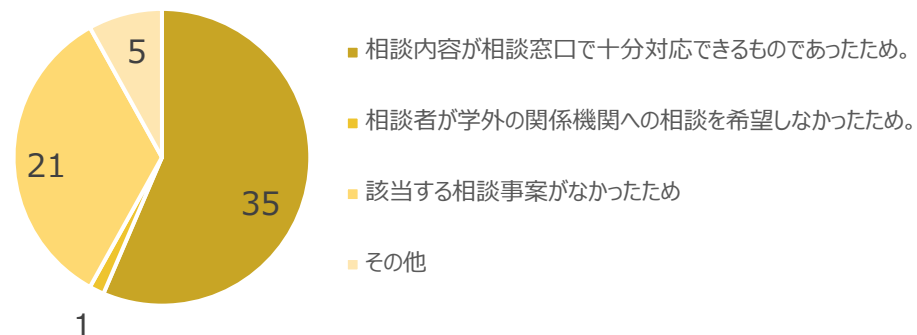 5
相談内容が相談窓口で十分対応できるものであったため。
相談者が学外の関係機関への相談を希望しなかったため。
21
該当する相談事案がなかったため
35
その他
1